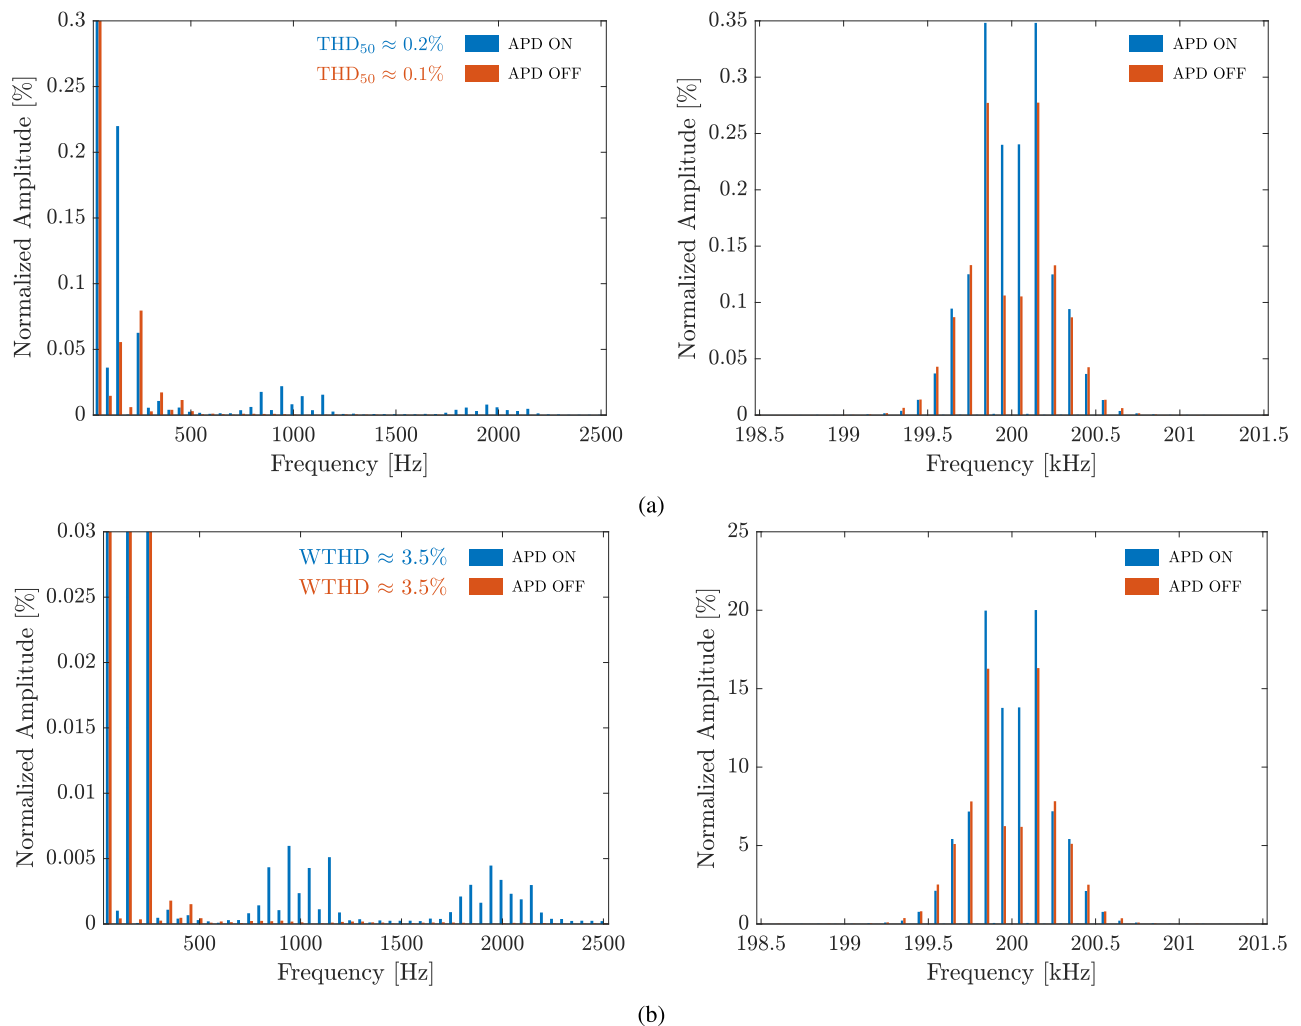 0.3
0.25
0.2
0.15
0.1
0.05
0
500
1000
1500
2000
2500
Normalized Amplitude [%]
Frequency [Hz]
THD50 ≈ 0.2%
THD50 ≈ 0.1%
APD ON
APD OFF
0.35
0.3
0.25
0.35
0.15
0.1
0.05
0
198.5
199
199.5
200
200.5
201
201.5
Normalized Amplitude [%]
Frequency [kHz]
APD ON
APD OFF
(a)
0.03
0.025
0.02
0.015
0.01
0.005
0
500
1000
1500
2000
2500
Normalized Amplitude [%]
Frequency [Hz]
WTHD ≈ 3.5%
WTHD ≈ 3.5%
APD ON
APD OFF
25
20
15
10
5
0
198.5
199
199.5
200
200.5
201
201.5
Normalized Amplitude [%]
Frequency [kHz]
APD ON
APD OFF
(b)